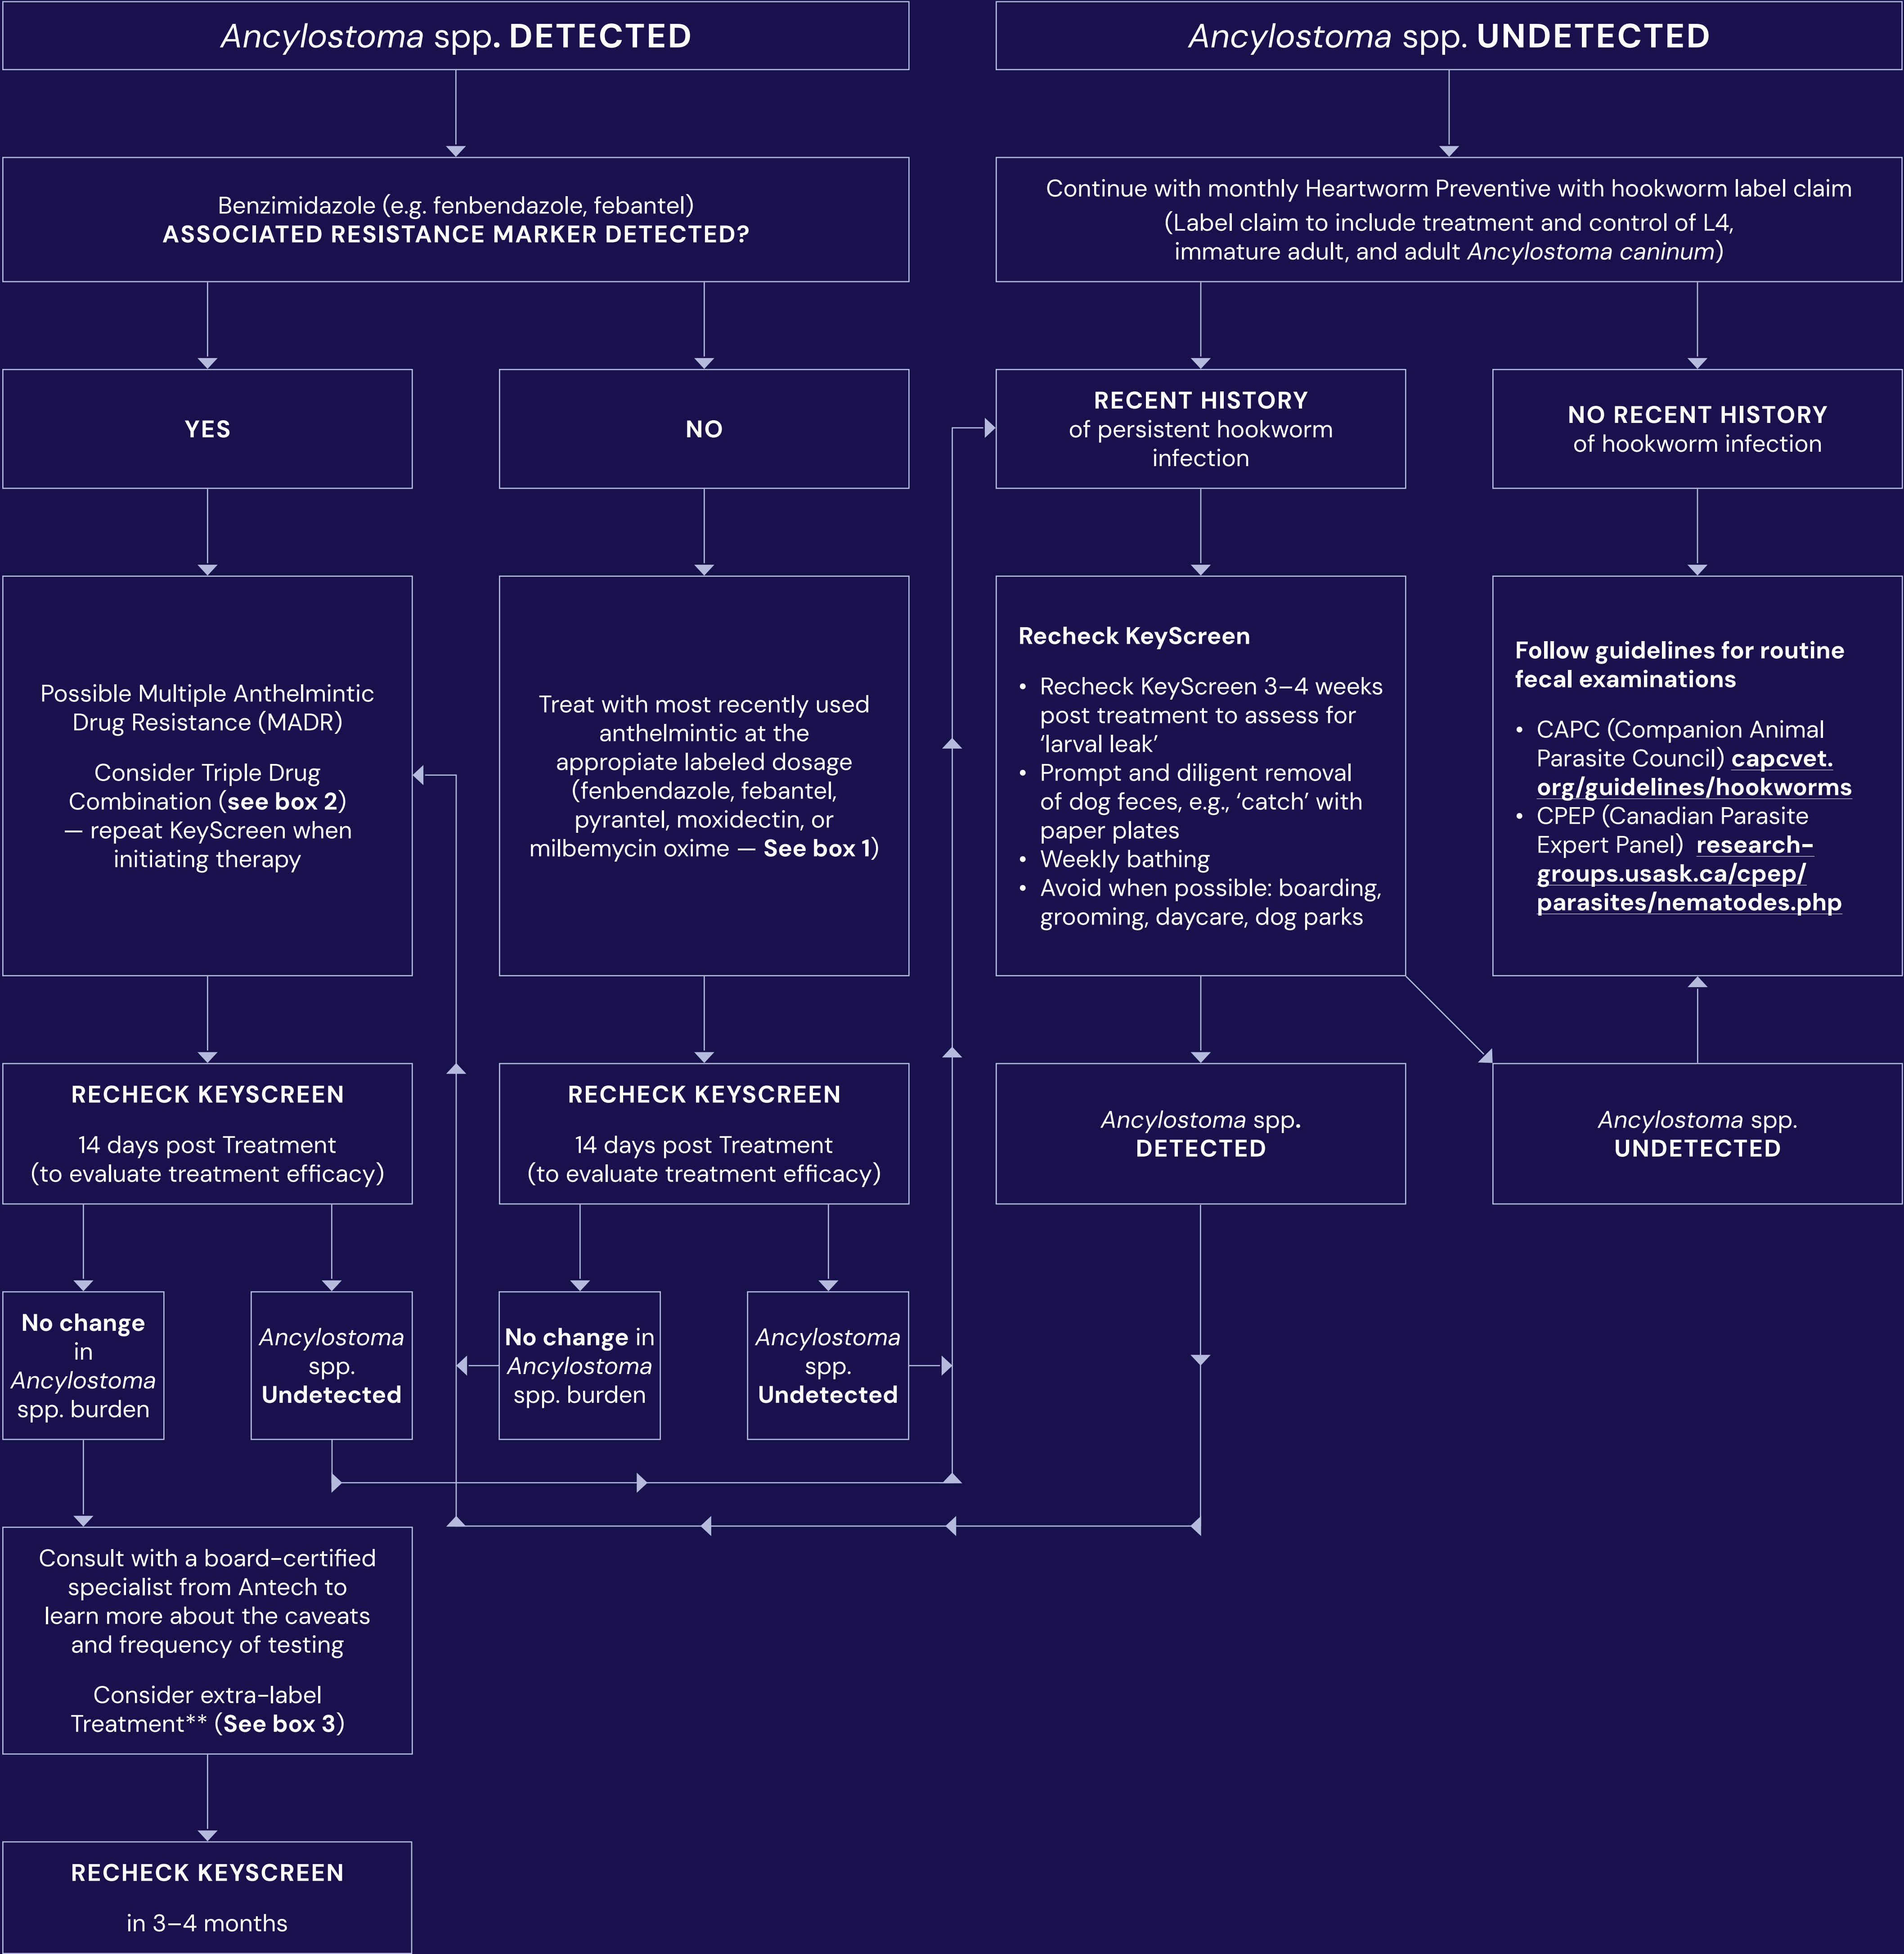 Ancylostoma spp. DETECTED
Benzimidazole (e.g. fenbendazole, febantel)
ASSOCIATED RESISTANCE MARKER DETECTED?
YES
Possible Multiple Anthelmintic
Drug Resistance (MADR)
Consider Triple Drug
Combination (see box 2)
— repeat KeyScreen when
initiating therapy
RECHECK KEYSCREEN
14 days post Treatment
(to evaluate treatment efficacy)
No change
in
Ancylostoma
spp. burden
Ancylostoma
spp.
Undetected
Consult with a board-certified
specialist from Antech to
learn more about the caveats
and frequency of testing
Consider extra-label
Treatment** (See box 3)
RECHECK KEYSCREEN
in 3–4 months
NO
Treat with most recently used
anthelmintic at the
appropiate labeled dosage
(fenbendazole, febantel,
pyrantel, moxidectin, or
milbemycin oxime — See box 1)
RECHECK KEYSCREEN
14 days post Treatment
(to evaluate treatment efficacy)
No change in
Ancylostoma
spp. burden
Ancylostoma
spp.
Undetected
Ancylostoma spp. UNDETECTED
Continue with monthly Heartworm Preventive with hookworm label claim
(Label claim to include treatment and control of L4,
immature adult, and adult Ancylostoma caninum)
RECENT HISTORY
of persistent hookworm
infection
Recheck KeyScreen
• Recheck KeyScreen 3–4 weeks
post treatment to assess for
‘larval leak’
• Prompt and diligent removal
of dog feces, e.g., ‘catch’ with
paper plates
• Weekly bathing
• Avoid when possible: boarding,
grooming, daycare, dog parks
Ancylostoma spp.
DETECTED
NO RECENT HISTORY
of hookworm infection
Follow guidelines for routine
fecal examinations
• CAPC (Companion Animal
Parasite Council) capcvet.
org/guidelines/hookworms
• CPEP (Canadian Parasite
Expert Panel) research-
groups.usask.ca/cpep/
parasites/nematodes.php
Ancylostoma spp.
UNDETECTED